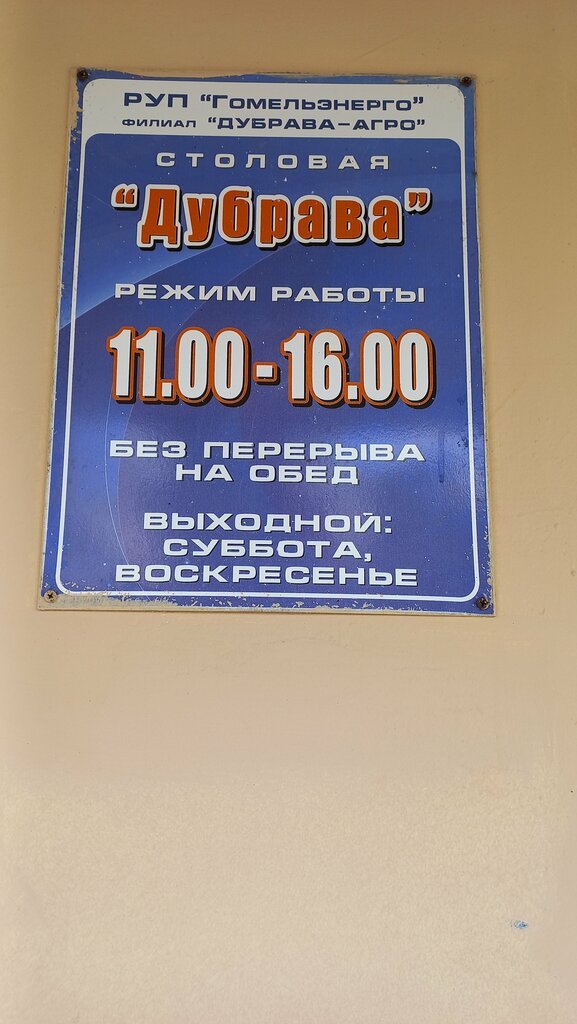 РУП "Гомельэнерго"
филиал "ДУБРАВА-АГРО"
СТОЛОВАЯ
"Дубрава"
РЕЖИМ РАБОТЫ
11.00-16.00
БЕЗ ПЕРЕРЫВА
НА ОБЕД
ВЫХОДНОЙ:
СУББОТА,
ВОСКРЕСЕНЬЕ